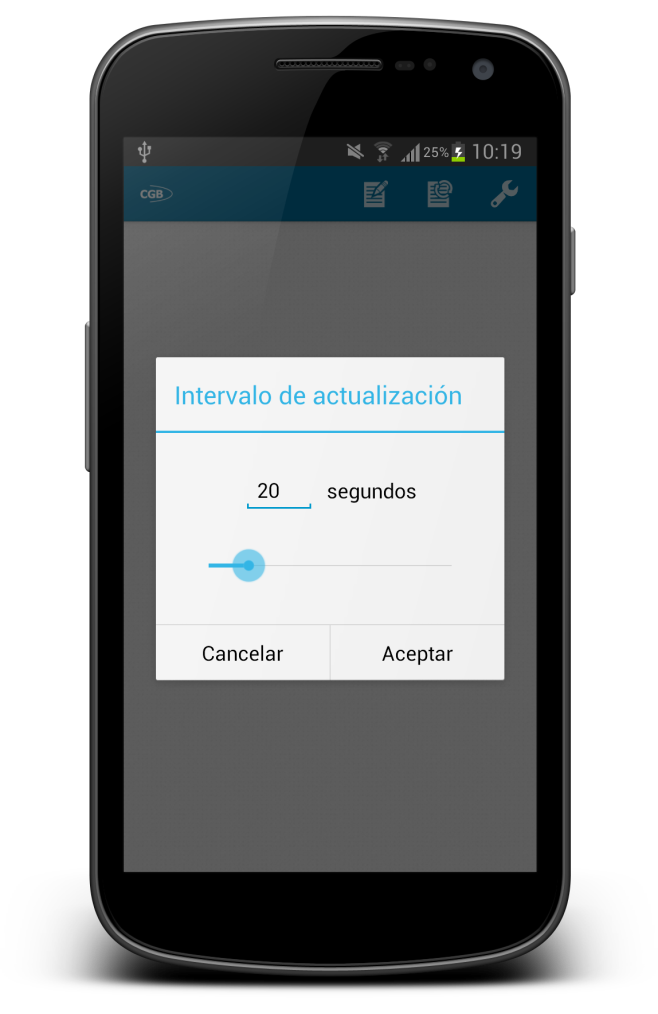 25% 10:19
CGB
Intervalo de actualización
20 segundos
Cancelar Aceptar